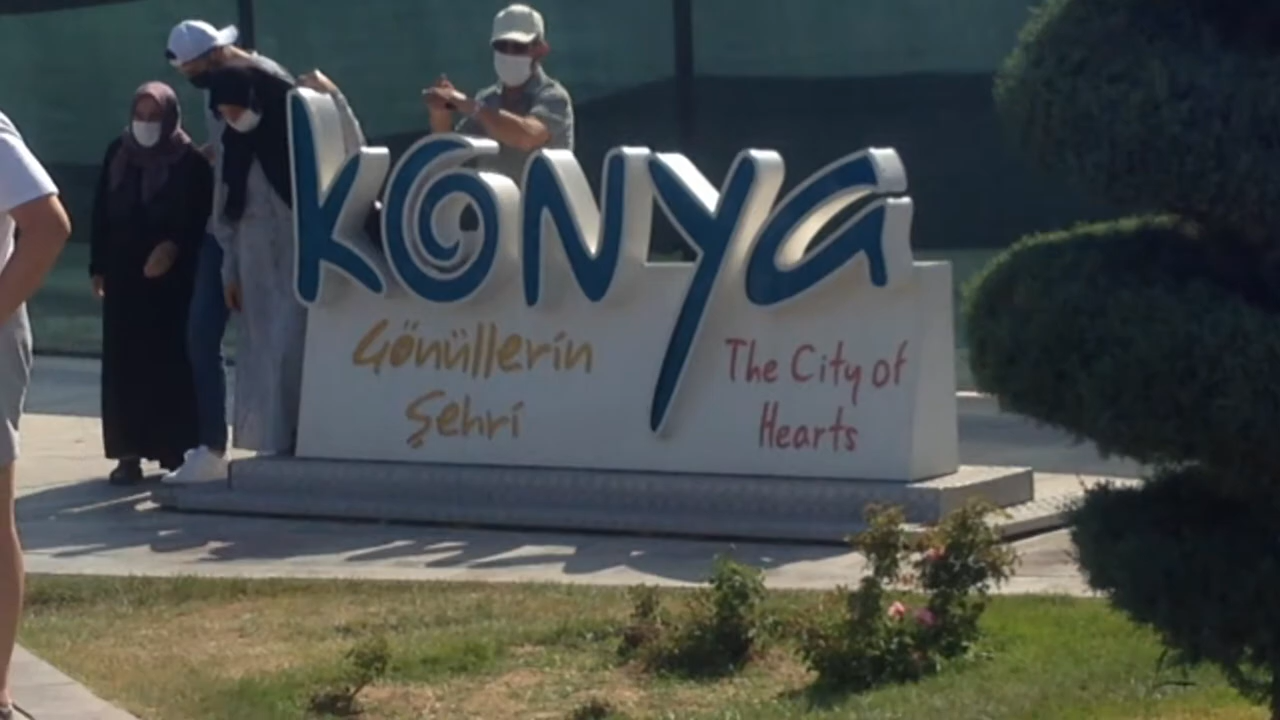 Konya
Gönüllerin
Şehri
The City of
Hearts